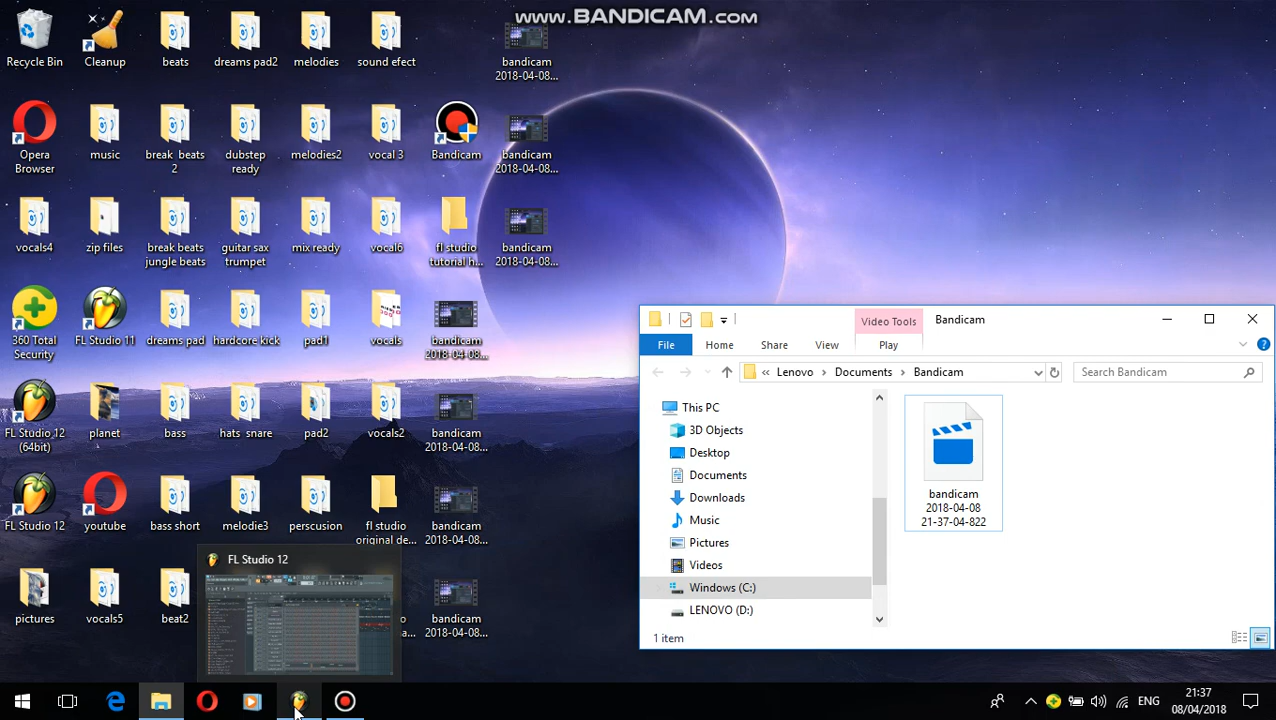 www.BANDICAM.com
Recycle Bin
Cleanup
beats
dreams pad2
melodies
sound efect
bandicam
2018-04-08...
Opera
Browser
music
break beats
2
dubstep
ready
melodies2
vocal 3
Bandicam
bandicam
2018-04-08...
vocals4
zip files
break beats
jungle beats
guitar sax
trumpet
mix ready
vocal6
fl studio
tutorial h...
bandicam
2018-04-08...
360 Total
Security
FL Studio 11
dreams pad
hardcore kick
pad1
vocals
bandicam
2018-04-08...
FL Studio 12
(64bit)
planet
bass
hats snare
pad2
vocals2
bandicam
2018-04-08...
FL Studio 12
youtube
bass short
melodie3
perscusion
fl studio
original de...
bandicam
2018-04-08...
vocals5
beat2
bandicam
2018-04-08...
FL Studio 12
Video Tools
Bandicam
File
Home
Share
View
Play
« Lenovo › Documents › Bandicam
Search Bandicam
This PC
3D Objects
Desktop
Documents
Downloads
Music
Pictures
Videos
Windows (C:)
LENOVO (D:)
bandicam
2018-04-08
21-37-04-822
1 item
ENG
21:37
08/04/2018